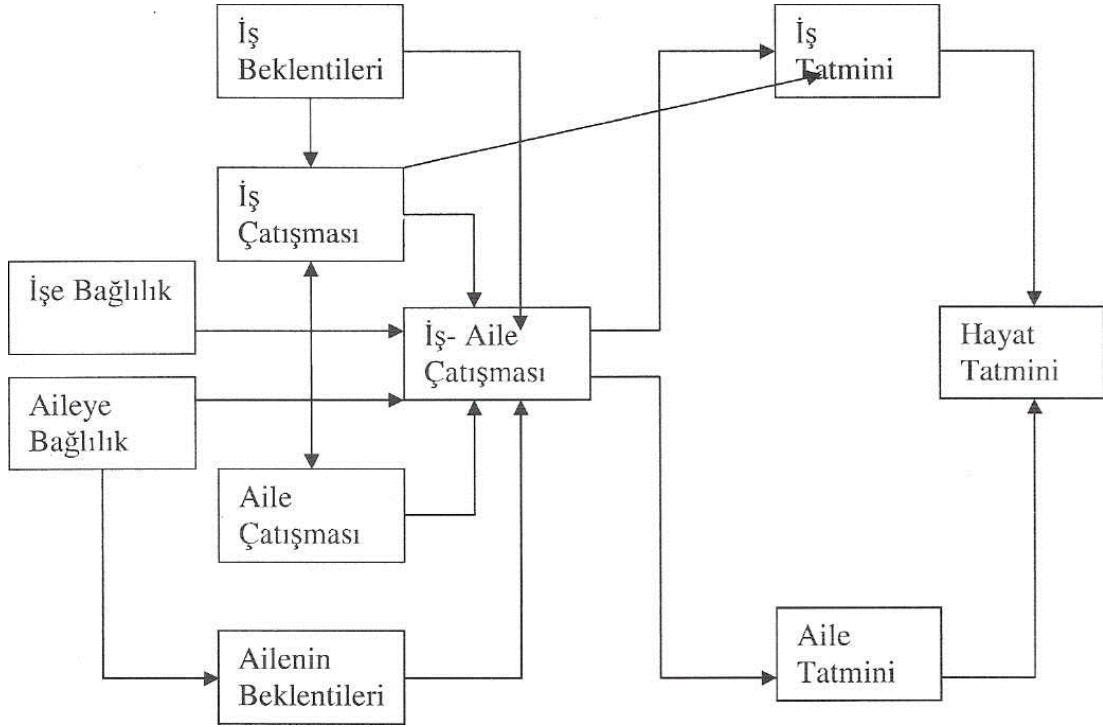 İş
Beklentileri
İş
Tatmini
İş
Çatışması
İşe Bağlılık
İş- Aile
Çatışması
Hayat
Tatmini
Aileye
Bağlılık
Aile
Çatışması
Ailenin
Beklentileri
Aile
Tatmini